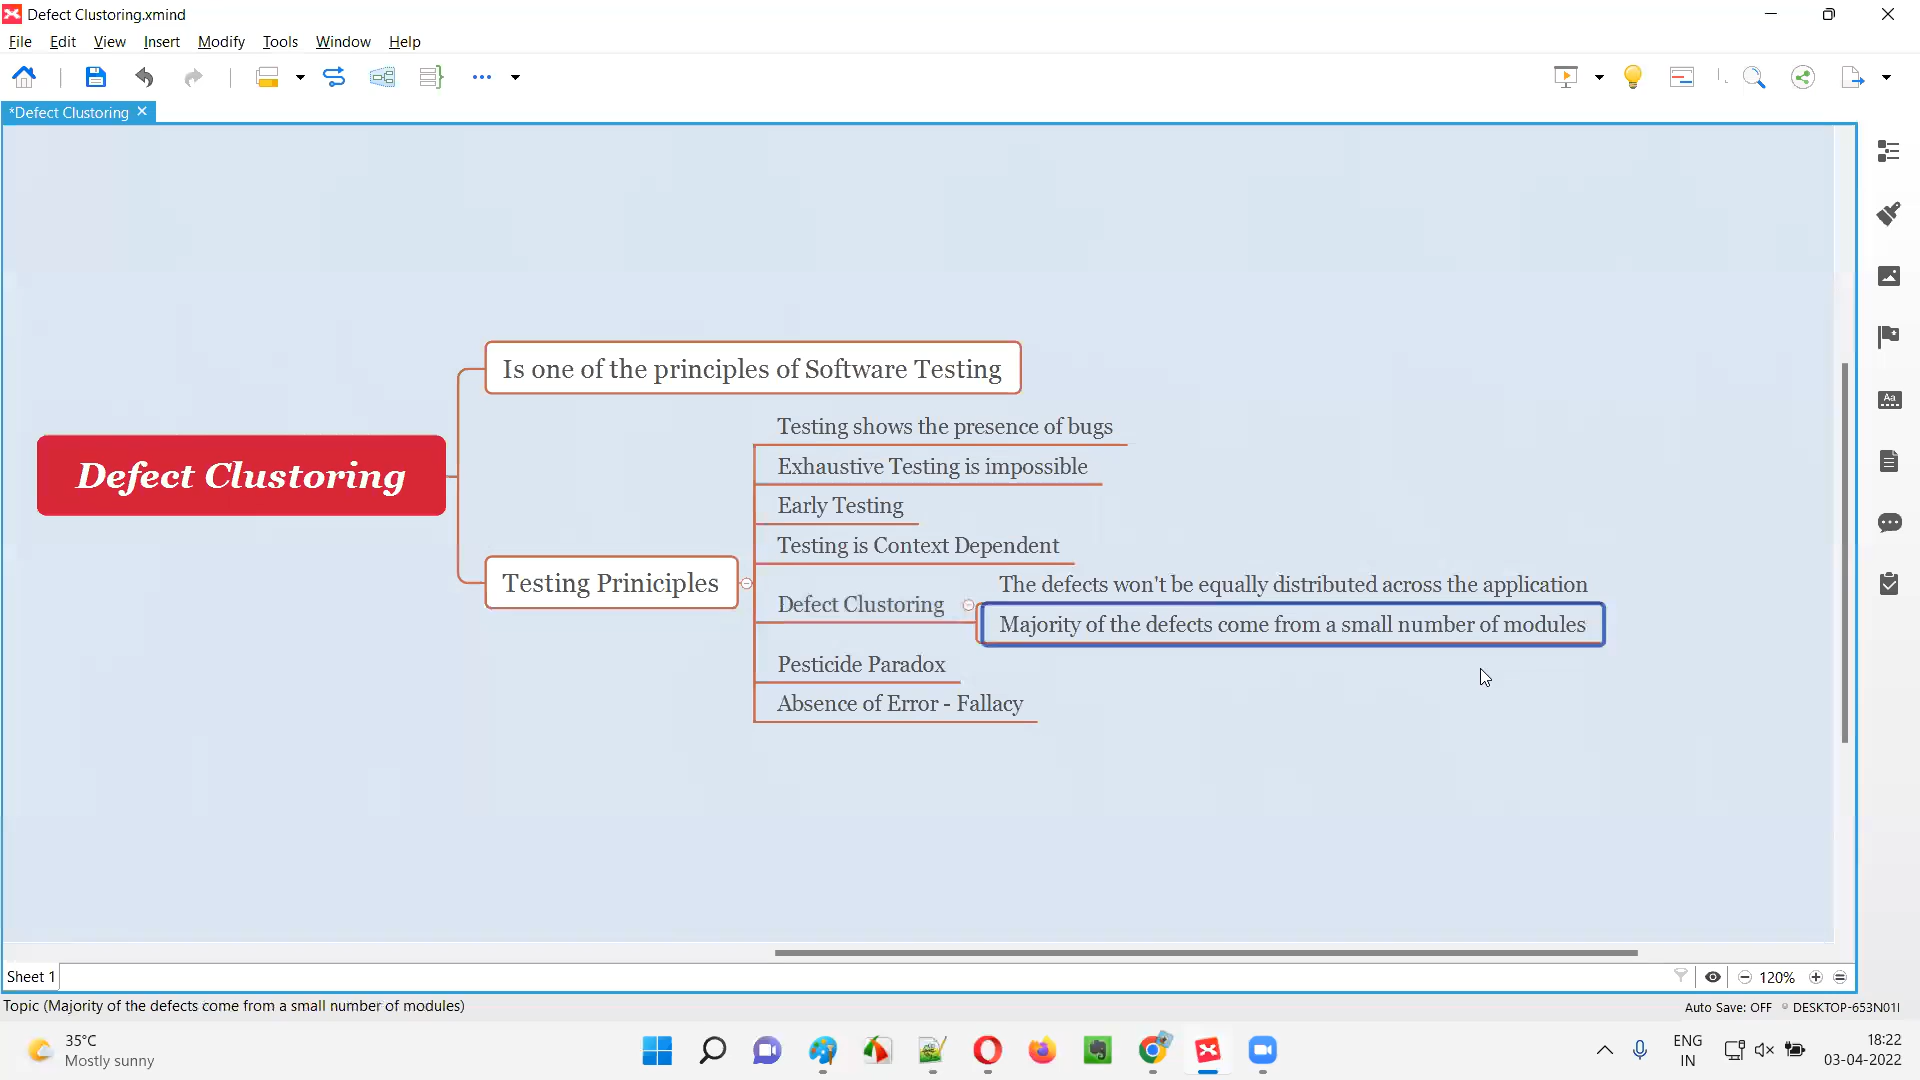 Defect Clustoring.xmind
File Edit View Insert Modify Tools Window Help
*Defect Clustoring
Is one of the principles of Software Testing
Testing shows the presence of bugs
Exhaustive Testing is impossible
Defect Clustoring
Early Testing
Testing is Context Dependent
Testing Priniciples
The defects won't be equally distributed across the application
Defect Clustoring
Majority of the defects come from a small number of modules
Pesticide Paradox
Absence of Error - Fallacy
Aa
Sheet 1
120%
Topic (Majority of the defects come from a small number of modules)
Auto Save: OFF
DESKTOP-653N01I
35°C
Mostly sunny
ENG
IN
18:22
03-04-2022